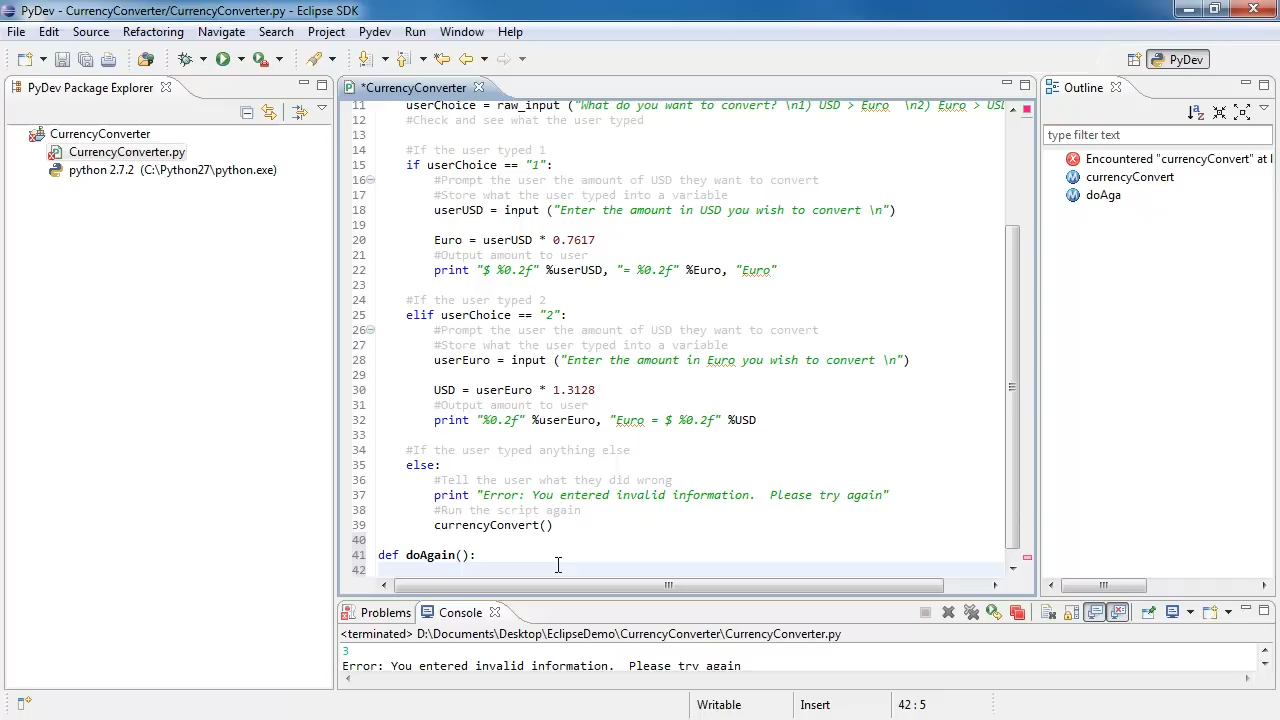 PyDev - CurrencyConverter/CurrencyConverter.py - Eclipse SDK
File Edit Source Refactoring Navigate Search Project Pydev Run Window Help
PyDev
PyDev Package Explorer
CurrencyConverter
CurrencyConverter.py
python 2.7.2 (C:\Python27\python.exe)
*CurrencyConverter
11 userChoice = raw_input ("What do you want to convert? \n1) USD > Euro \n2) Euro > USD
12 #Check and see what the user typed
13
14 #If the user typed 1
15 if userChoice == "1":
16 #Prompt the user the amount of USD they want to convert
17 #Store what the user typed into a variable
18 userUSD = input ("Enter the amount in USD you wish to convert \n")
19
20 Euro = userUSD * 0.7617
21 #Output amount to user
22 print "$ %0.2f" %userUSD, "= %0.2f" %Euro, "Euro"
23
24 #If the user typed 2
25 elif userChoice == "2":
26 #Prompt the user the amount of USD they want to convert
27 #Store what the user typed into a variable
28 userEuro = input ("Enter the amount in Euro you wish to convert \n")
29
30 USD = userEuro * 1.3128
31 #Output amount to user
32 print "%0.2f" %userEuro, "Euro = $ %0.2f" %USD
33
34 #If the user typed anything else
35 else:
36 #Tell the user what they did wrong
37 print "Error: You entered invalid information.  Please try again"
38 #Run the script again
39 currencyConvert()
40
41 def doAgain():
42
Outline
type filter text
Encountered "currencyConvert" at l
currencyConvert
doAga
Problems Console
<terminated> D:\Documents\Desktop\EclipseDemo\CurrencyConverter\CurrencyConverter.py
3
Error: You entered invalid information.  Please try again
Writable Insert 42 : 5